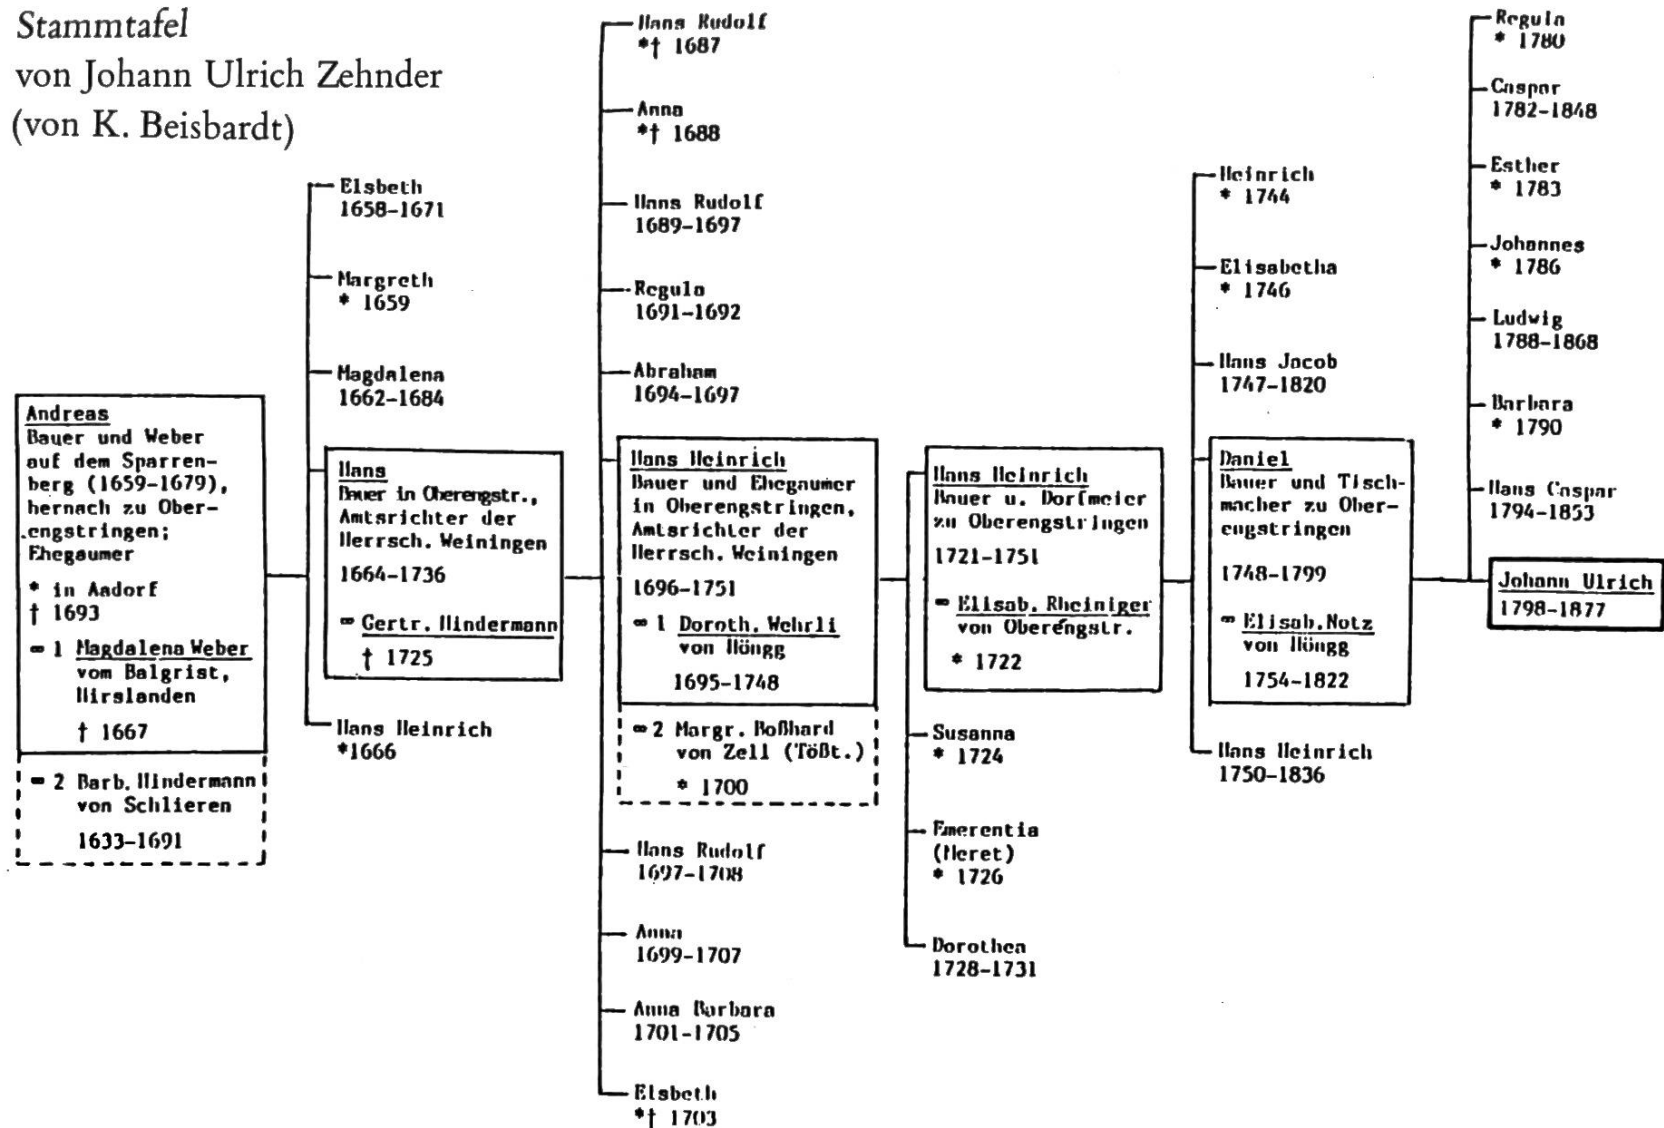 Stammtafel
von Johann Ulrich Zehnder
(von K. Beisbardt)
Andreas
Bauer und Weber
auf dem Sparren-
berg (1659-1679),
hernach zu Ober-
engstringen;
Ehegaumer
* in Aadorf
† 1693
∞ 1 Magdalena Weber
vom Balgrist,
Hirslanden
† 1667
∞ 2 Barb. Hindermann
von Schlieren
1633-1691
Elsbeth
1658-1671
Margreth
* 1659
Magdalena
1662-1684
Hans
Bauer in Oberengstr.,
Amtsrichter der
Herrsch. Weiningen
1664-1736
∞ Gertr. Hindermann
† 1725
Hans Heinrich
*1666
Hans Rudolf
*† 1687
Anna
*† 1688
Hans Rudolf
1689-1697
Regula
1691-1692
Abraham
1694-1697
Hans Heinrich
Bauer und Ehegaumer
in Oberengstringen,
Amtsrichter der
Herrsch. Weiningen
1696-1751
∞ 1 Doroth. Wehrli
von Höngg
1695-1748
∞ 2 Margr. Boßhard
von Zell (Tößt.)
* 1700
Hans Rudolf
1697-1708
Anna
1699-1707
Anna Barbara
1701-1705
Elsbeth
*† 1703
Hans Heinrich
Bauer u. Dorfmeier
zu Oberengstringen
1721-1751
∞ Elisab. Rheiniger
von Oberengstr.
* 1722
Susanna
* 1724
Emerentia
(Meret)
* 1726
Dorothea
1728-1731
Heinrich
* 1744
Elisabetha
* 1746
Hans Jacob
1747-1820
Daniel
Bauer und Tisch-
macher zu Ober-
engstringen
1748-1799
∞ Elisab. Notz
von Höngg
1754-1822
Hans Heinrich
1750-1836
Regula
* 1780
Caspar
1782-1848
Esther
* 1783
Johannes
* 1786
Ludwig
1788-1868
Barbara
* 1790
Hans Caspar
1794-1853
Johann Ulrich
1798-1877